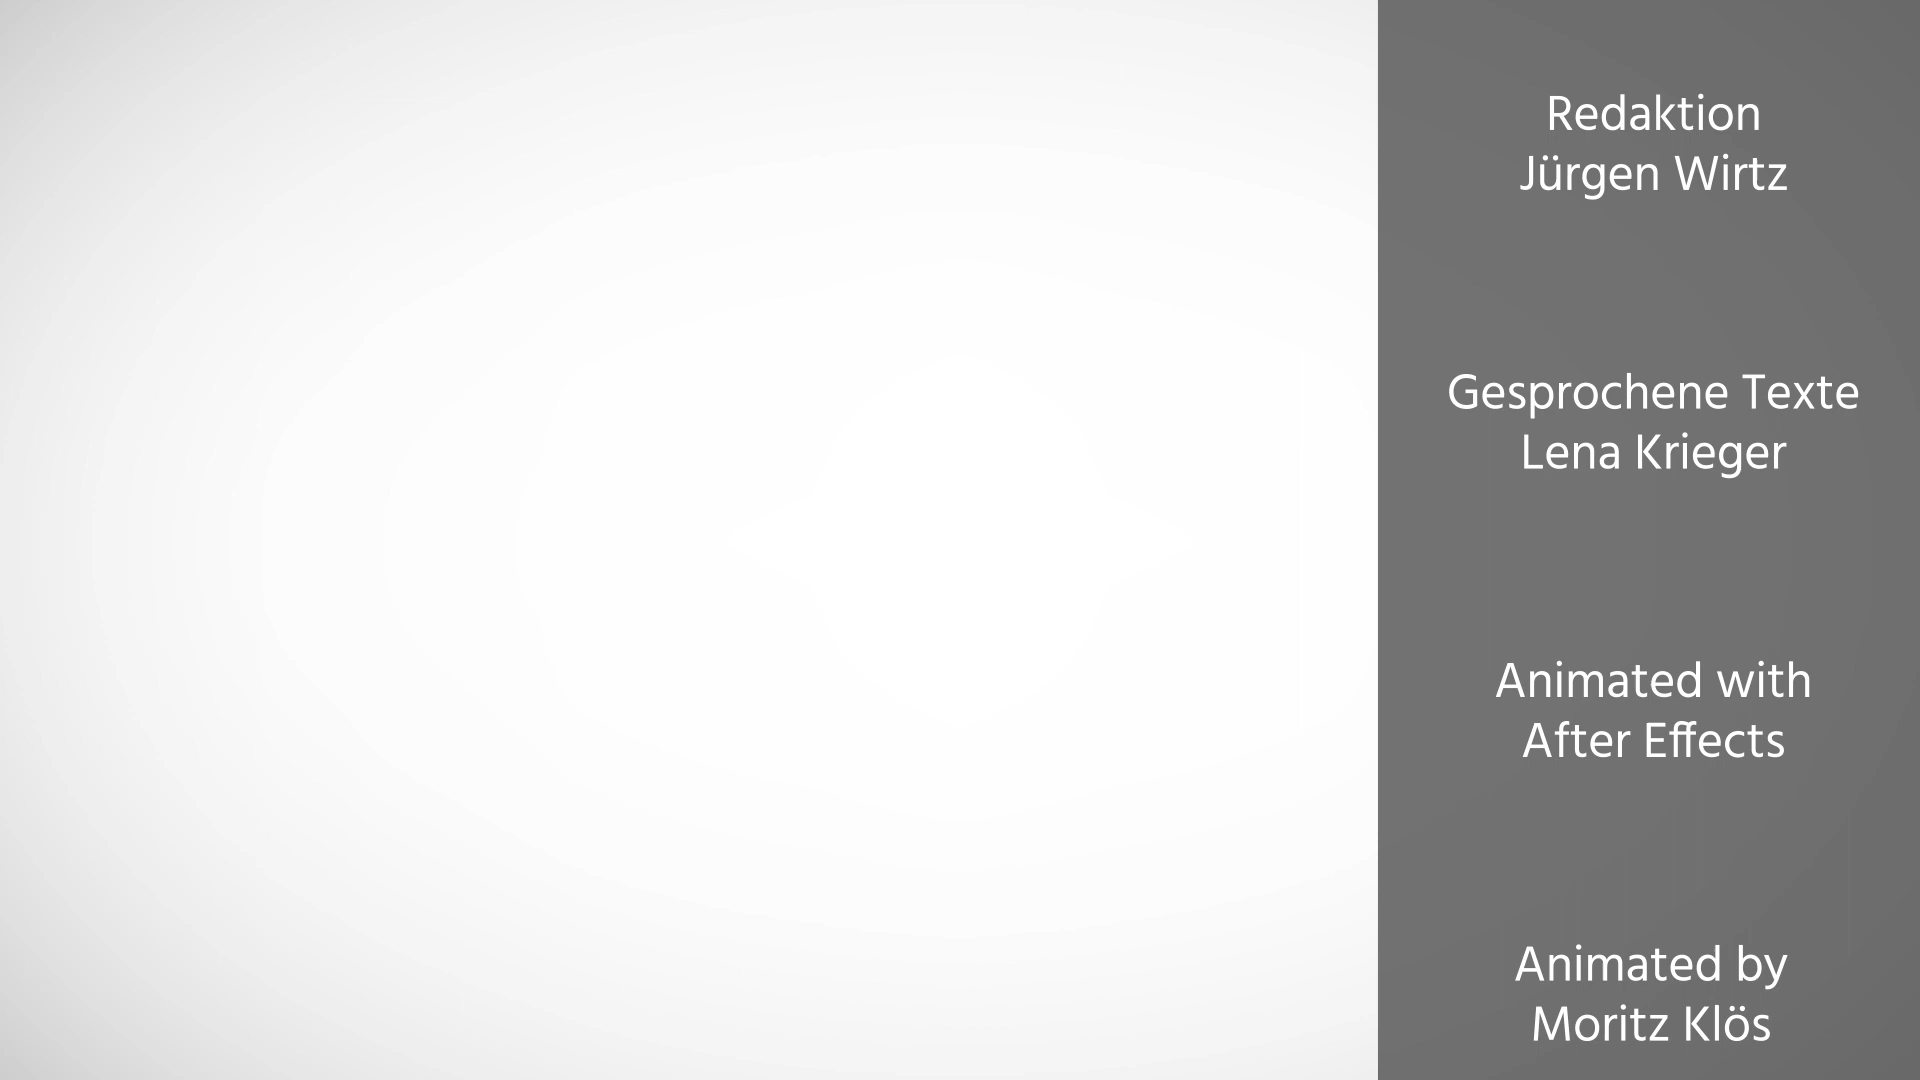 Redaktion
Jürgen Wirtz
Gesprochene Texte
Lena Krieger
Animated with
After Effects
Animated by
Moritz Klös